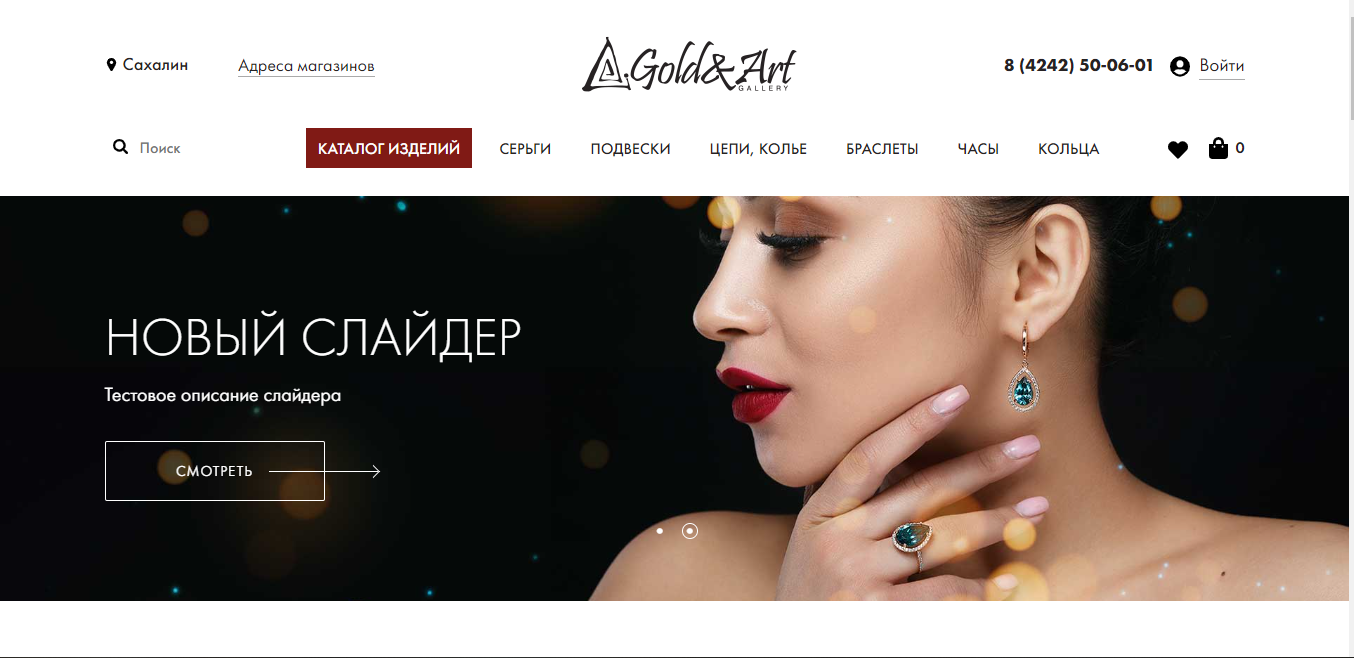 Сахалин
Адреса магазинов
Gold&Art
GALLERY
8 (4242) 50-06-01
Войти
Поиск
КАТАЛОГ ИЗДЕЛИЙ
СЕРЬГИ
ПОДВЕСКИ
ЦЕПИ, КОЛЬЕ
БРАСЛЕТЫ
ЧАСЫ
КОЛЬЦА
0
НОВЫЙ СЛАЙДЕР
Тестовое описание слайдера
СМОТРЕТЬ